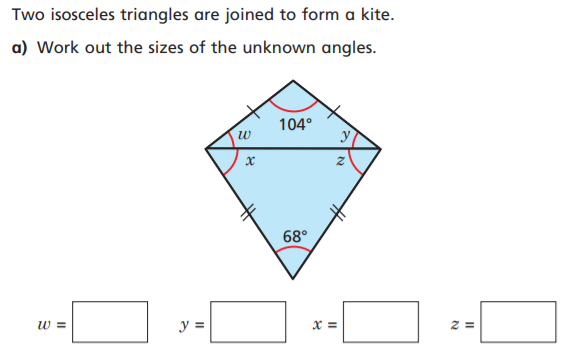 Two isosceles triangles are joined to form a kite.
a) Work out the sizes of the unknown angles.
104°
w
y
x
z
68°
w =
y =
x =
z =